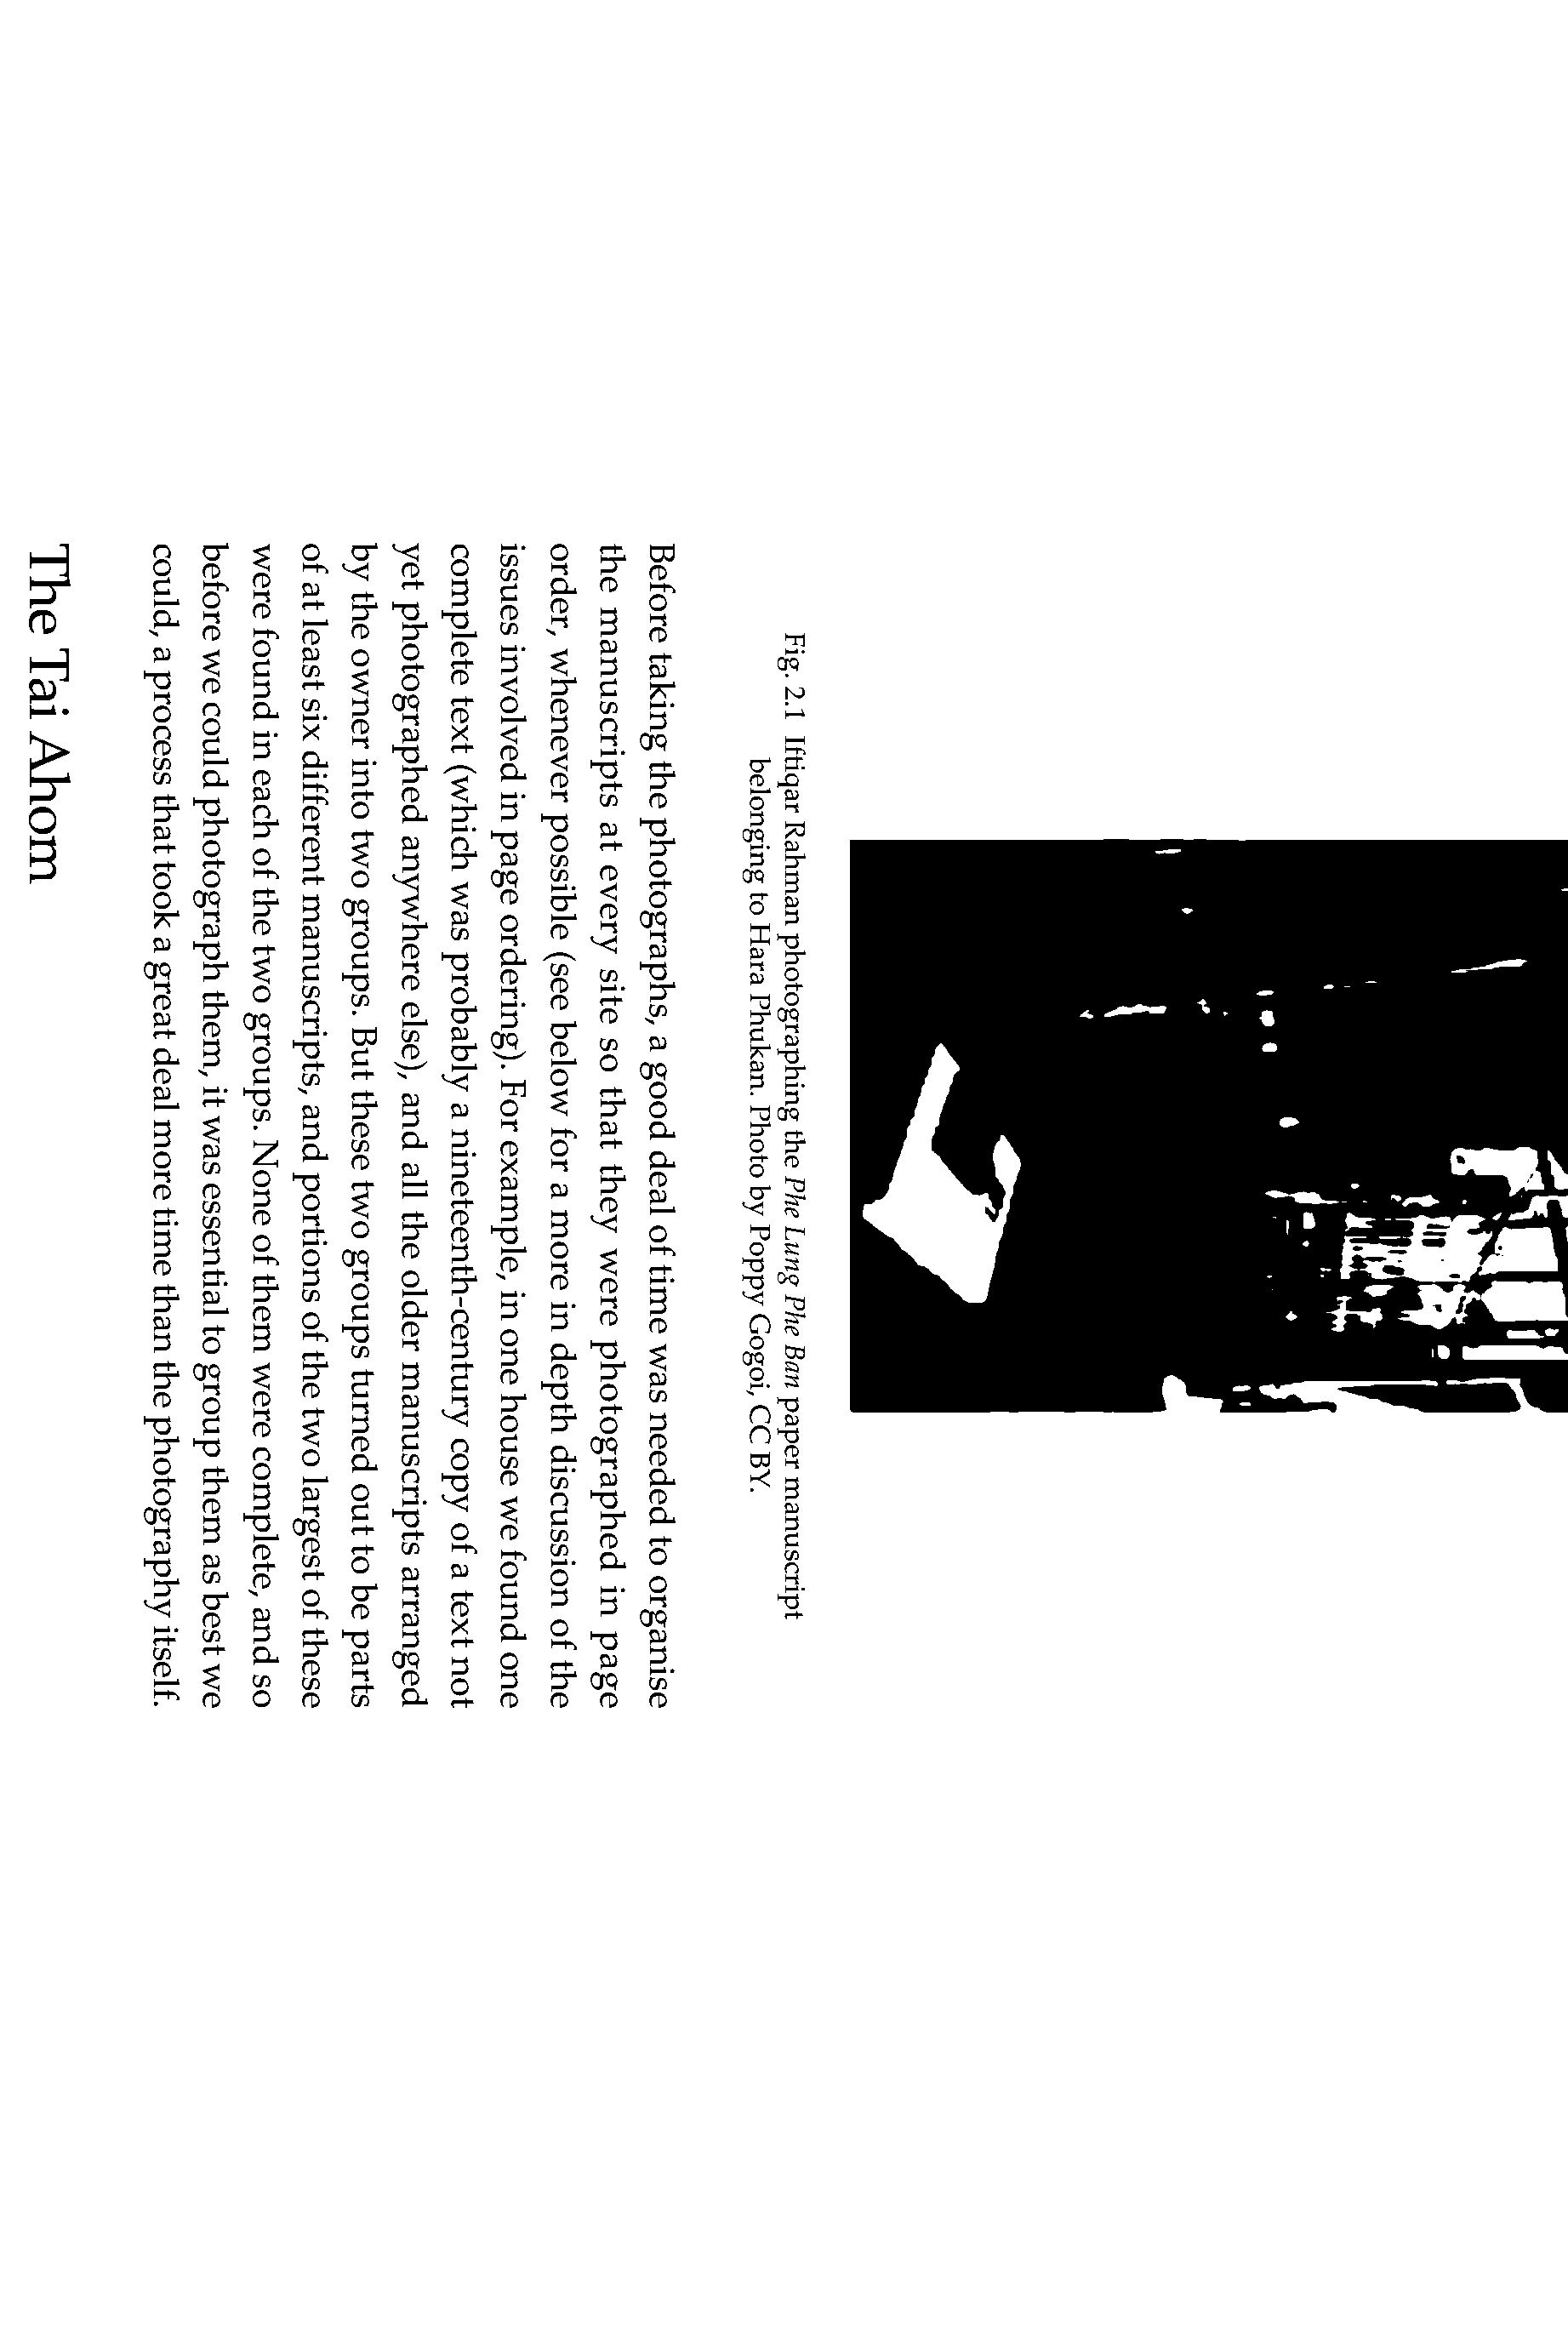 Fig. 2.1 Iftiqar Rahman photographing the Phe Lung Phe Ban paper manuscript
belonging to Hara Phukan. Photo by Poppy Gogoi, CC BY.
Before taking the photographs, a good deal of time was needed to organise
the manuscripts at every site so that they were photographed in page
order, whenever possible (see below for a more in depth discussion of the
issues involved in page ordering). For example, in one house we found one
complete text (which was probably a nineteenth-century copy of a text not
yet photographed anywhere else), and all the older manuscripts arranged
by the owner into two groups. But these two groups turned out to be parts
of at least six different manuscripts, and portions of the two largest of these
were found in each of the two groups. None of them were complete, and so
before we could photograph them, it was essential to group them as best we
could, a process that took a great deal more time than the photography itself.
The Tai Ahom